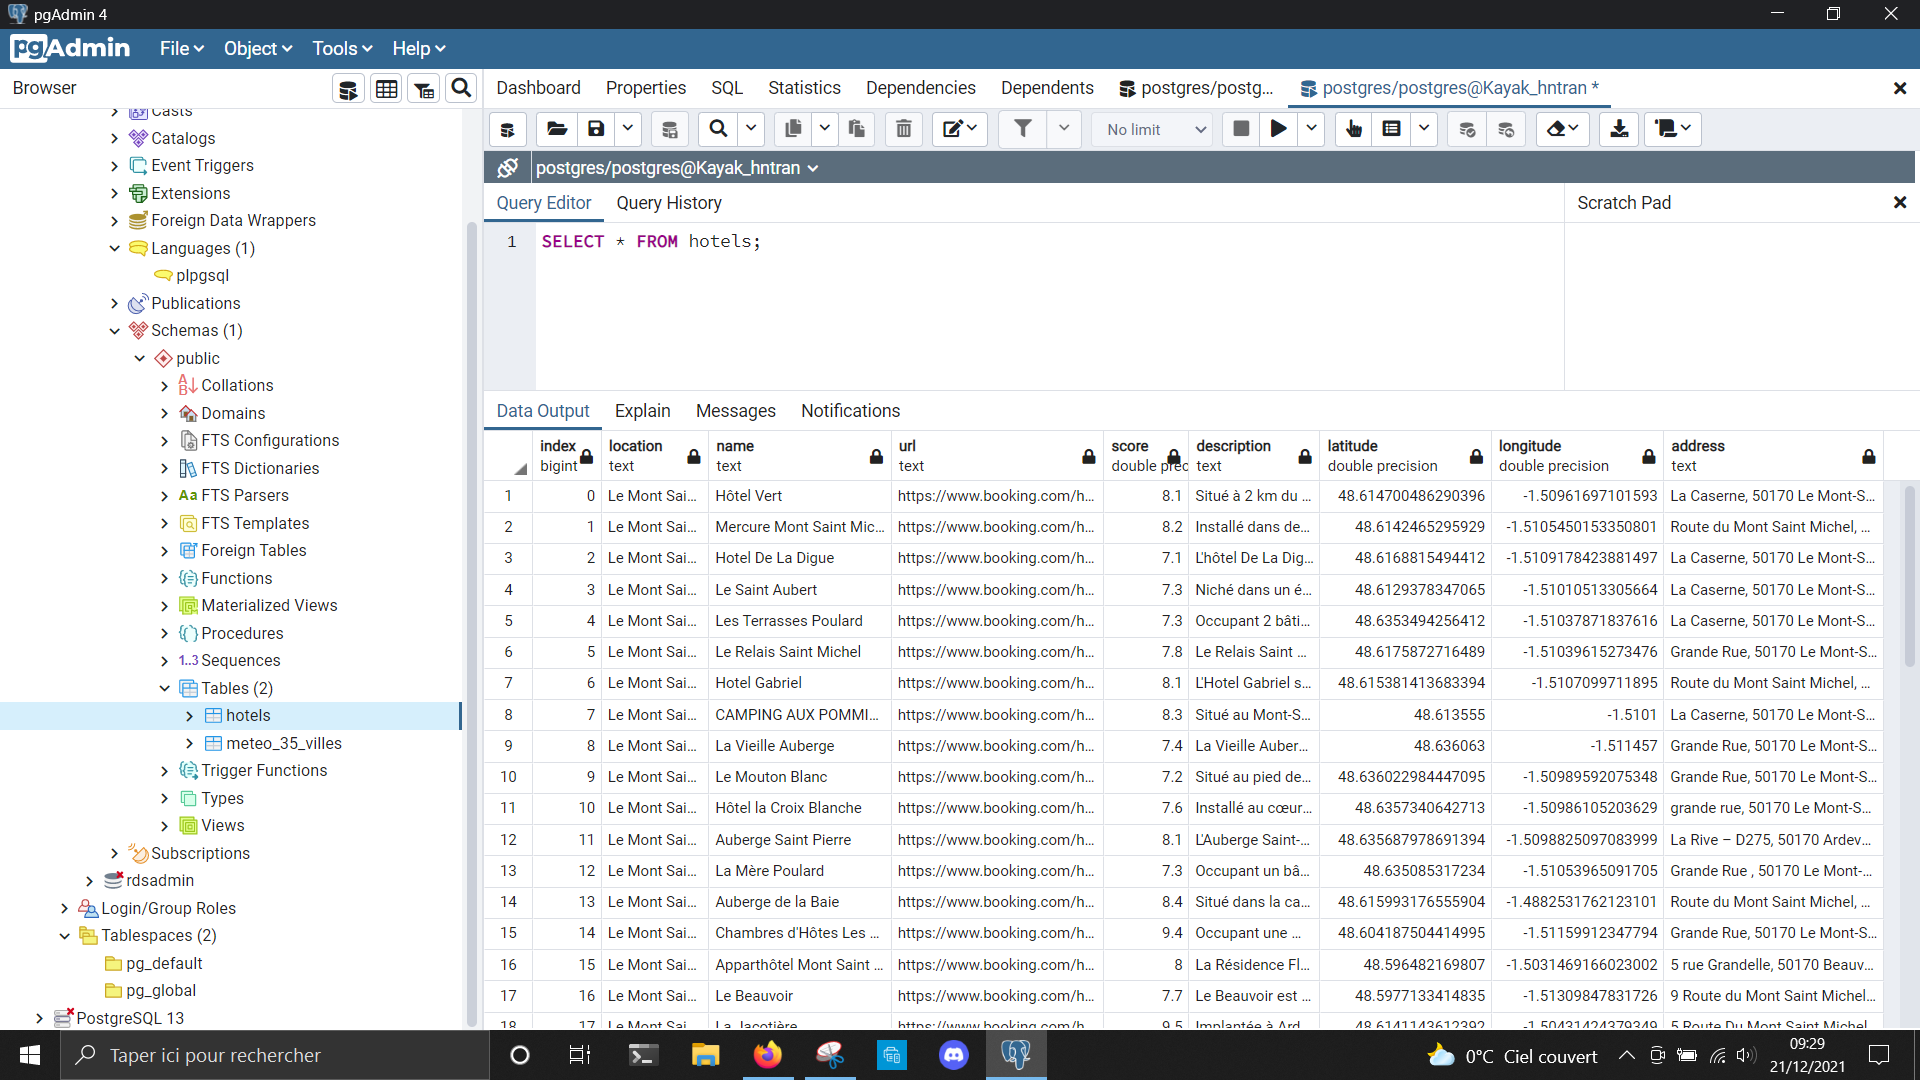 pgAdmin 4
pgAdmin File Object Tools Help
Browser
Dashboard Properties SQL Statistics Dependencies Dependents postgres/postg... postgres/postgres@Kayak_hntran *
No limit
postgres/postgres@Kayak_hntran
Query Editor Query History
Scratch Pad
1 SELECT * FROM hotels;
Casts
Catalogs
Event Triggers
Extensions
Foreign Data Wrappers
Languages (1)
plpgsql
Publications
Schemas (1)
public
Collations
Domains
FTS Configurations
FTS Dictionaries
Aa FTS Parsers
FTS Templates
Foreign Tables
Functions
Materialized Views
Procedures
1..3 Sequences
Tables (2)
hotels
meteo_35_villes
Trigger Functions
Types
Views
Subscriptions
rdsadmin
Login/Group Roles
Tablespaces (2)
pg_default
pg_global
PostgreSQL 13
Data Output Explain Messages Notifications
index location name url score description latitude longitude address
bigint text text text double prec text double precision double precision text
1 0 Le Mont Sai... Hôtel Vert https://www.booking.com/h... 8.1 Situé à 2 km du ... 48.614700486290396 -1.50961697101593 La Caserne, 50170 Le Mont-S...
2 1 Le Mont Sai... Mercure Mont Saint Mic... https://www.booking.com/h... 8.2 Installé dans de... 48.6142465295929 -1.5105450153350801 Route du Mont Saint Michel, ...
3 2 Le Mont Sai... Hotel De La Digue https://www.booking.com/h... 7.1 L'hôtel De La Dig... 48.6168815494412 -1.5109178423881497 La Caserne, 50170 Le Mont-S...
4 3 Le Mont Sai... Le Saint Aubert https://www.booking.com/h... 7.3 Niché dans un é... 48.6129378347065 -1.51010513305664 La Caserne, 50170 Le Mont-S...
5 4 Le Mont Sai... Les Terrasses Poulard https://www.booking.com/h... 7.3 Occupant 2 bâti... 48.6353494256412 -1.51037871837616 La Caserne, 50170 Le Mont-S...
6 5 Le Mont Sai... Le Relais Saint Michel https://www.booking.com/h... 7.8 Le Relais Saint ... 48.6175872716489 -1.51039615273476 Grande Rue, 50170 Le Mont-S...
7 6 Le Mont Sai... Hotel Gabriel https://www.booking.com/h... 8.1 L'Hotel Gabriel s... 48.615381413683394 -1.5107099711895 Route du Mont Saint Michel, ...
8 7 Le Mont Sai... CAMPING AUX POMMI... https://www.booking.com/h... 8.3 Situé au Mont-S... 48.613555 -1.5101 La Caserne, 50170 Le Mont-S...
9 8 Le Mont Sai... La Vieille Auberge https://www.booking.com/h... 7.4 La Vieille Auber... 48.636063 -1.511457 Grande Rue, 50170 Le Mont-S...
10 9 Le Mont Sai... Le Mouton Blanc https://www.booking.com/h... 7.2 Situé au pied de... 48.636022984447095 -1.50989592075348 Grande Rue, 50170 Le Mont-S...
11 10 Le Mont Sai... Hôtel la Croix Blanche https://www.booking.com/h... 7.6 Installé au cœur... 48.6357340642713 -1.50986105203629 grande rue, 50170 Le Mont-S...
12 11 Le Mont Sai... Auberge Saint Pierre https://www.booking.com/h... 8.1 L'Auberge Saint-... 48.635687978691394 -1.5098825097083999 La Rive – D275, 50170 Ardev...
13 12 Le Mont Sai... La Mère Poulard https://www.booking.com/h... 7.3 Occupant un bâ... 48.635085317234 -1.51053965091705 Grande Rue , 50170 Le Mont-...
14 13 Le Mont Sai... Auberge de la Baie https://www.booking.com/h... 8.4 Situé dans la ca... 48.615993176555904 -1.4882531762123101 Route du Mont Saint Michel, ...
15 14 Le Mont Sai... Chambres d'Hôtes Les ... https://www.booking.com/h... 9.4 Occupant une ... 48.604187504414995 -1.51159912347794 Grande Rue, 50170 Le Mont-S...
16 15 Le Mont Sai... Apparthôtel Mont Saint ... https://www.booking.com/h... 8 La Résidence Fl... 48.596482169807 -1.5031469166023002 5 rue Grandelle, 50170 Beauv...
17 16 Le Mont Sai... Le Beauvoir https://www.booking.com/h... 7.7 Le Beauvoir est ... 48.5977133414835 -1.51309847831726 9 Route du Mont Saint Michel...
18 17 Le Mont Sai... La Jacotière https://www.booking.com/h... 9.5 Implantée à Ard... 48.6141143612392 -1.50431424379349 5 Route Du Mont Saint Michel
Taper ici pour rechercher
0°C Ciel couvert
09:29
21/12/2021